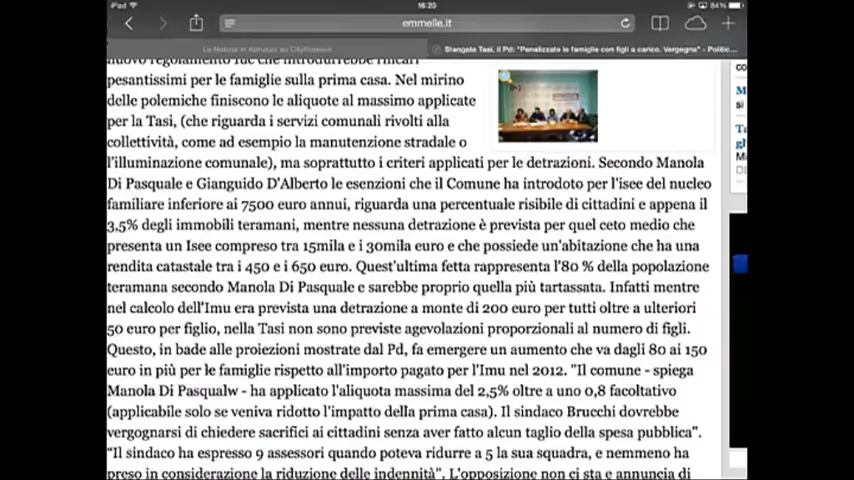 iPad
16:20
84%
emmelle.it
Le Notizie in Abruzzo su CityRumors
Stangata Tasi, il Pd: "Penalizzate le famiglie con figli a carico. Vergogna" - Politic...
nuovo regolamento Iuc che introdurrebbe rincari
pesantissimi per le famiglie sulla prima casa. Nel mirino
delle polemiche finiscono le aliquote al massimo applicate
per la Tasi, (che riguarda i servizi comunali rivolti alla
collettività, come ad esempio la manutenzione stradale o
l'illuminazione comunale), ma soprattutto i criteri applicati per le detrazioni. Secondo Manola
Di Pasquale e Gianguido D'Alberto le esenzioni che il Comune ha introdoto per l'isee del nucleo
familiare inferiore ai 7500 euro annui, riguarda una percentuale risibile di cittadini e appena il
3,5% degli immobili teramani, mentre nessuna detrazione è prevista per quel ceto medio che
presenta un Isee compreso tra 15mila e i 30mila euro e che possiede un'abitazione che ha una
rendita catastale tra i 450 e i 650 euro. Quest'ultima fetta rappresenta l'80 % della popolazione
teramana secondo Manola Di Pasquale e sarebbe proprio quella più tartassata. Infatti mentre
nel calcolo dell'Imu era prevista una detrazione a monte di 200 euro per tutti oltre a ulteriori
50 euro per figlio, nella Tasi non sono previste agevolazioni proporzionali al numero di figli.
Questo, in bade alle proiezioni mostrate dal Pd, fa emergere un aumento che va dagli 80 ai 150
euro in più per le famiglie rispetto all'importo pagato per l'Imu nel 2012. "Il comune - spiega
Manola Di Pasqualw - ha applicato l'aliquota massima del 2,5% oltre a uno 0,8 facoltativo
(applicabile solo se veniva ridotto l'impatto della prima casa). Il sindaco Brucchi dovrebbe
vergognarsi di chiedere sacrifici ai cittadini senza aver fatto alcun taglio della spesa pubblica".
"Il sindaco ha espresso 9 assessori quando poteva ridurre a 5 la sua squadra, e nemmeno ha
preso in considerazione la riduzione delle indennità". L'opposizione non ci sta e annuncia di
co
M
si
Ta
gl
M